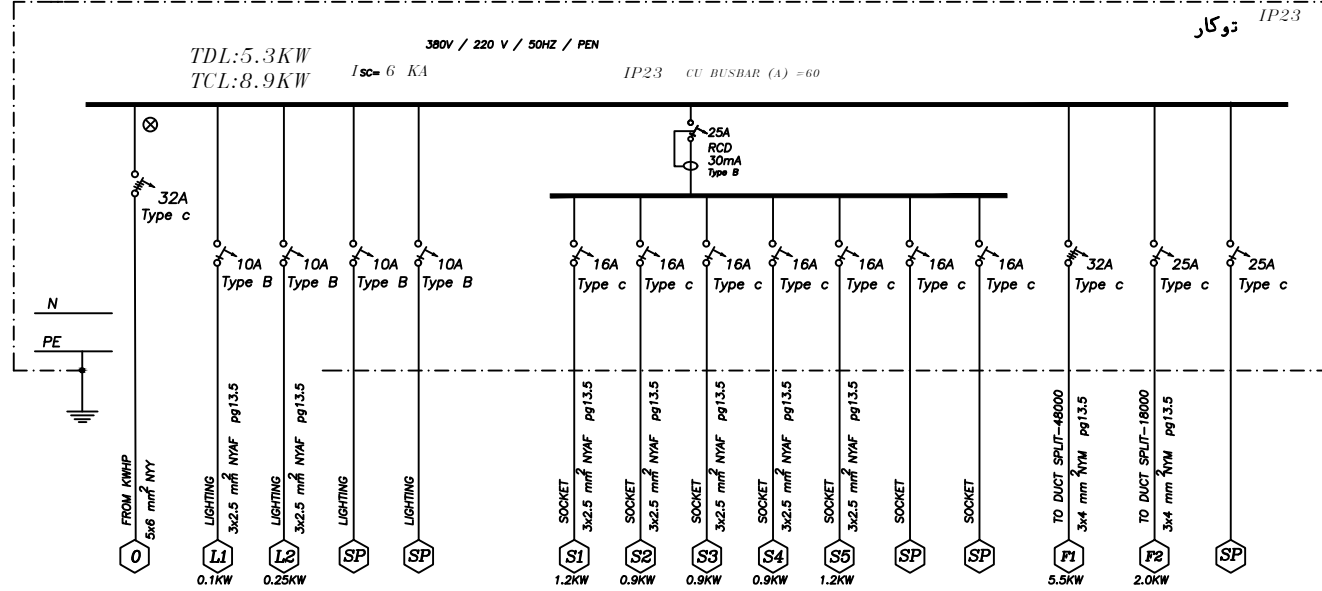 توکار IP23
380V / 220 V / 50HZ / PEN
TDL:5.3KW
TCL:8.9KW
Isc= 6 KA
IP23 CU BUSBAR (A) =60
25A
RCD
30mA
Type B
32A
Type c
10A
Type B
10A
Type B
10A
Type B
10A
Type B
16A
Type c
16A
Type c
16A
Type c
16A
Type c
16A
Type c
16A
Type c
16A
Type c
32A
Type c
25A
Type c
25A
Type c
N
PE
FROM KWHP
5x6 mm² NYY
LIGHTING
3x2.5 mm² NYAF pg13.5
LIGHTING
3x2.5 mm² NYAF pg13.5
LIGHTING
LIGHTING
SOCKET
3x2.5 mm² NYAF pg13.5
SOCKET
3x2.5 mm² NYAF pg13.5
SOCKET
3x2.5 mm² NYAF pg13.5
SOCKET
3x2.5 mm² NYAF pg13.5
SOCKET
3x2.5 mm² NYAF pg13.5
SOCKET
SOCKET
TO DUCT SPLIT-48000
3x4 mm² NYM pg13.5
TO DUCT SPLIT-18000
3x4 mm² NYM pg13.5
0 L1 L2 SP SP S1 S2 S3 S4 S5 SP SP F1 F2 SP
0.1KW 0.25KW 1.2KW 0.9KW 0.9KW 0.9KW 1.2KW 5.5KW 2.0KW